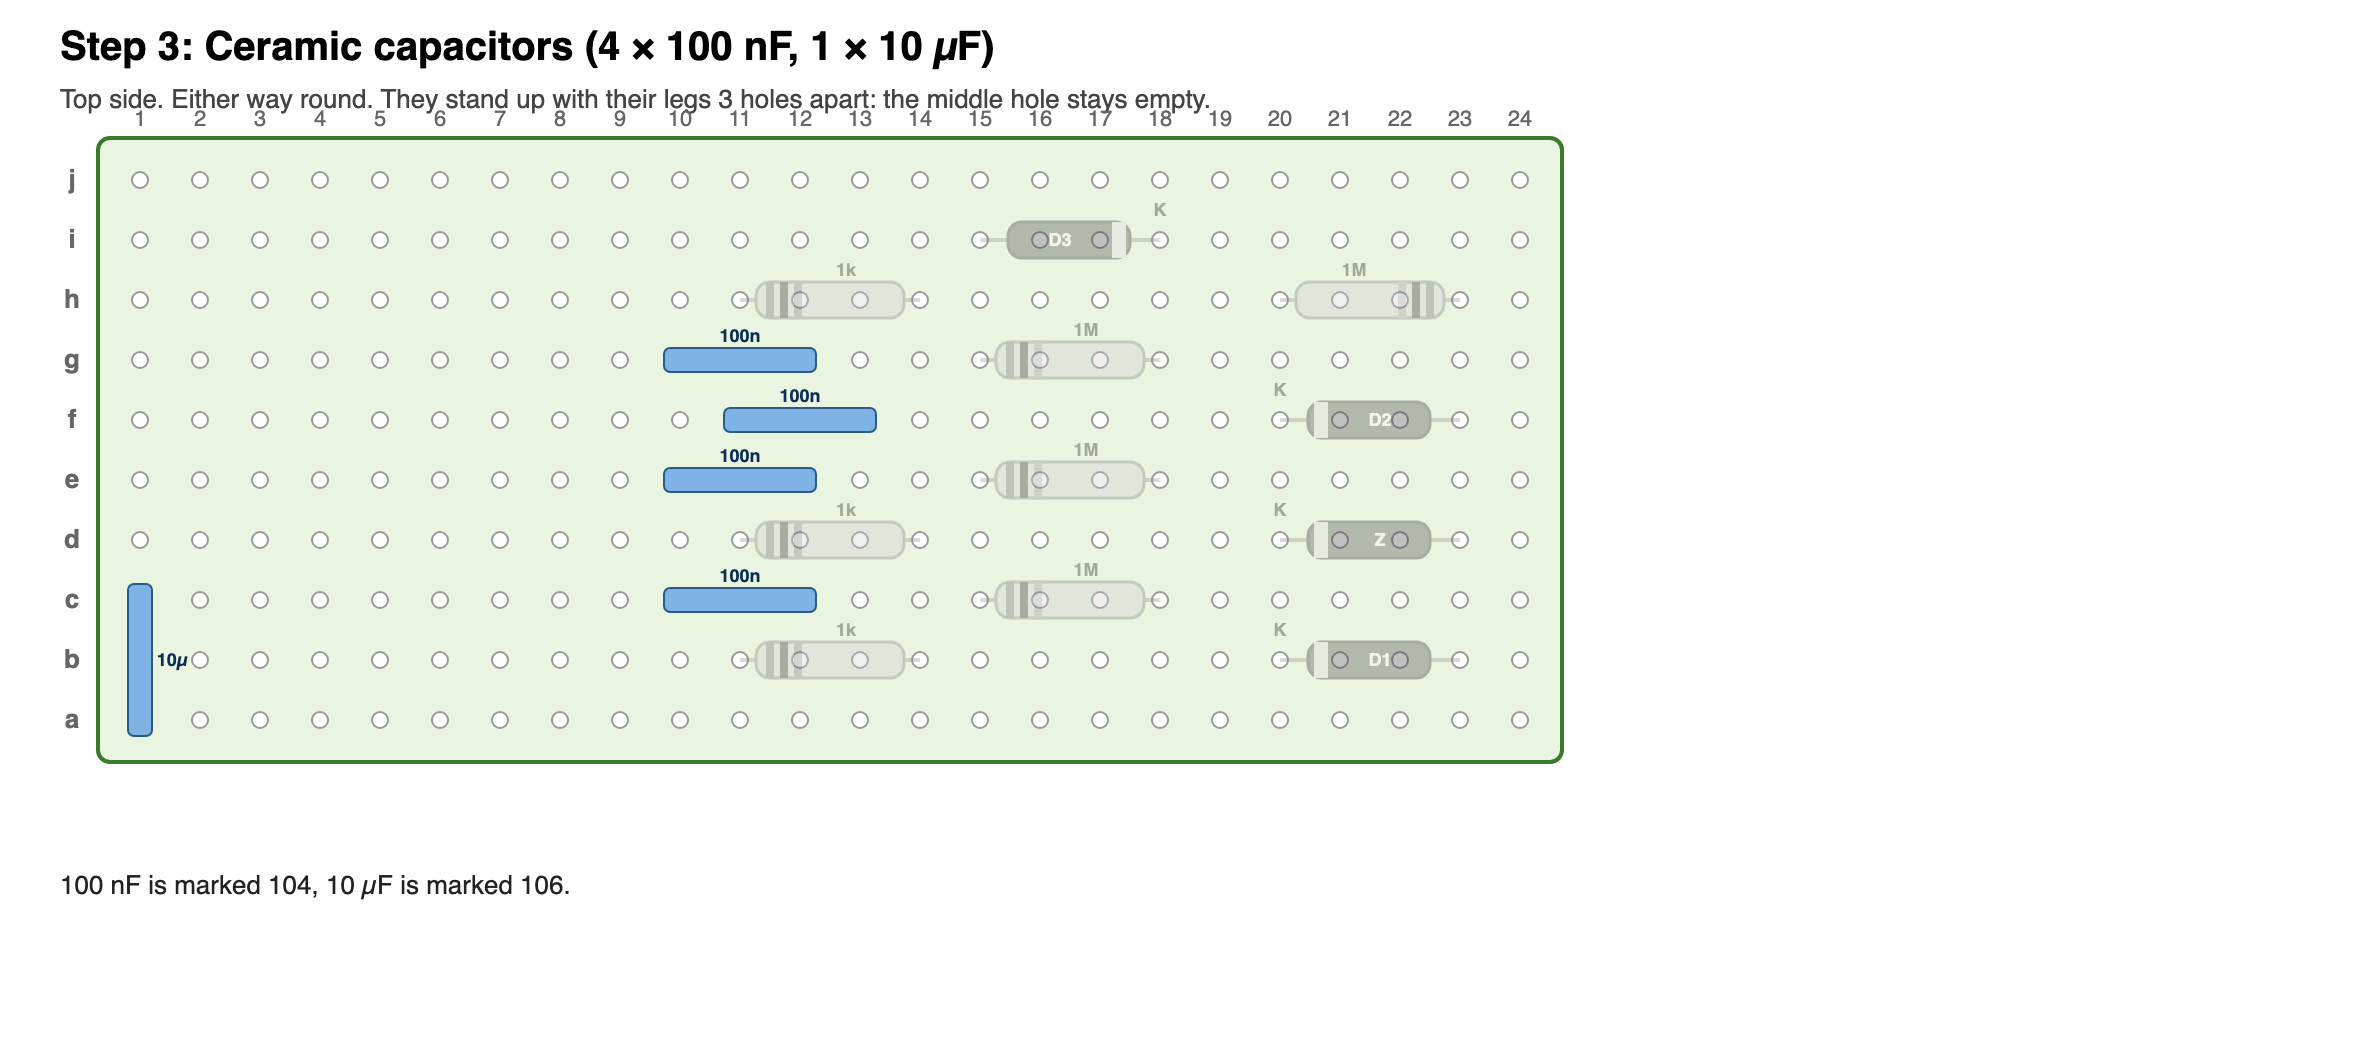 Step 3: Ceramic capacitors (4 × 100 nF, 1 × 10 µF)
Top side. Either way round. They stand up with their legs 3 holes apart: the middle hole stays empty.
1 2 3 4 5 6 7 8 9 10 11 12 13 14 15 16 17 18 19 20 21 22 23 24
j
K
i D3
1k 1M
h
100n 1M
g
100n K
f D2
100n 1M
e
1k K
d Z
100n 1M
c
1k K
b 10µ D1
a
100 nF is marked 104, 10 µF is marked 106.